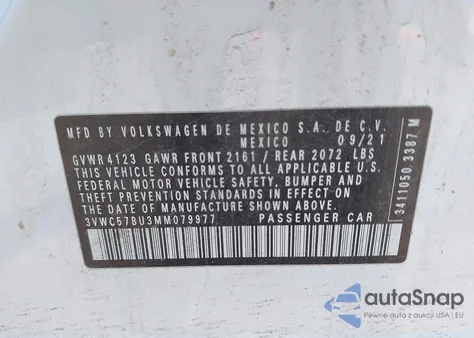 MFD BY VOLKSWAGEN DE MEXICO S.A. DE C.V.
MEXICO 09/21
GVWR 4123 GAWR FRONT 2161 / REAR 2072 LBS
THIS VEHICLE CONFORMS TO ALL APPLICABLE U.S.
FEDERAL MOTOR VEHICLE SAFETY, BUMPER AND
THEFT PREVENTION STANDARDS IN EFFECT ON
THE DATE OF MANUFACTURE SHOWN ABOVE.
3VWC57BU3MM079977 PASSENGER CAR
3411050 3387 M
autoSnap
Pewne auta z aukcji USA i EU